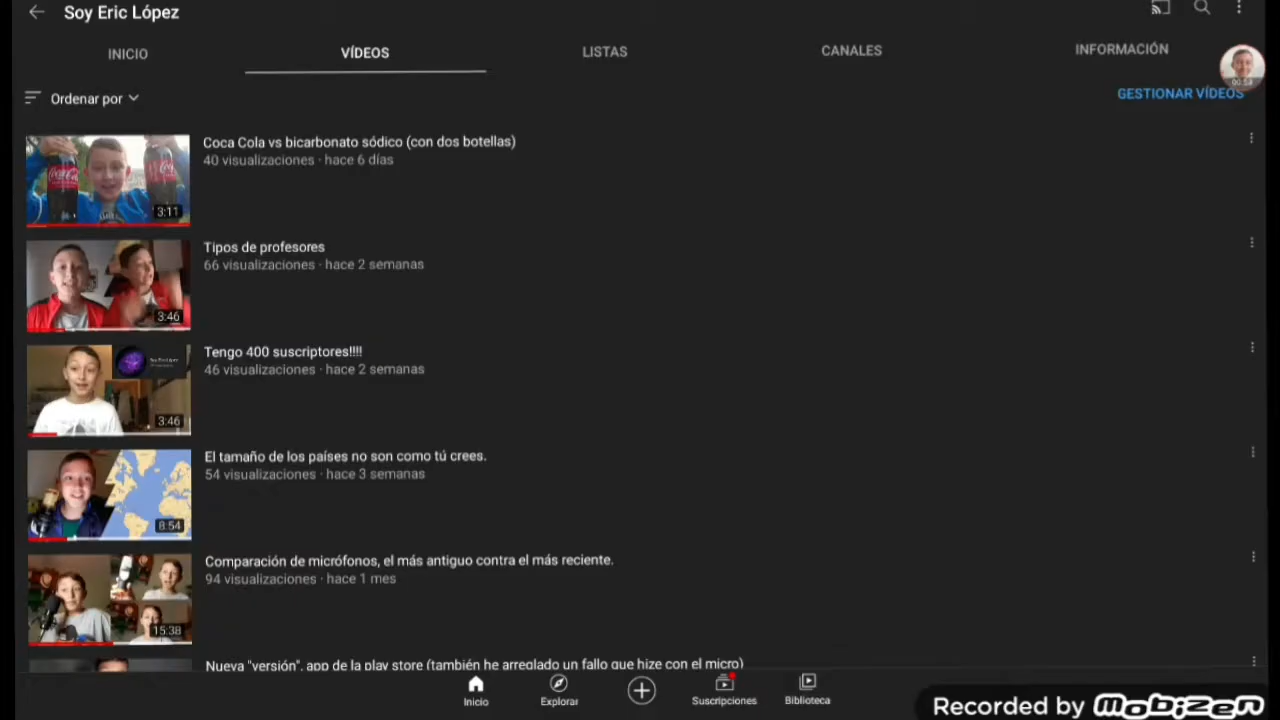 Soy Eric López
INICIO
VÍDEOS
LISTAS
CANALES
INFORMACIÓN
00:53
Ordenar por
GESTIONAR VÍDEOS
Coca Cola vs bicarbonato sódico (con dos botellas)
40 visualizaciones · hace 6 días
3:11
Tipos de profesores
66 visualizaciones · hace 2 semanas
3:46
Tengo 400 suscriptores!!!!
46 visualizaciones · hace 2 semanas
3:46
El tamaño de los países no son como tú crees.
54 visualizaciones · hace 3 semanas
8:54
Comparación de micrófonos, el más antiguo contra el más reciente.
94 visualizaciones · hace 1 mes
15:38
Nueva "versión". app de la play store (también he arreglado un fallo que hize con el micro)
Inicio
Explorar
Suscripciones
Biblioteca
Recorded by mobizen